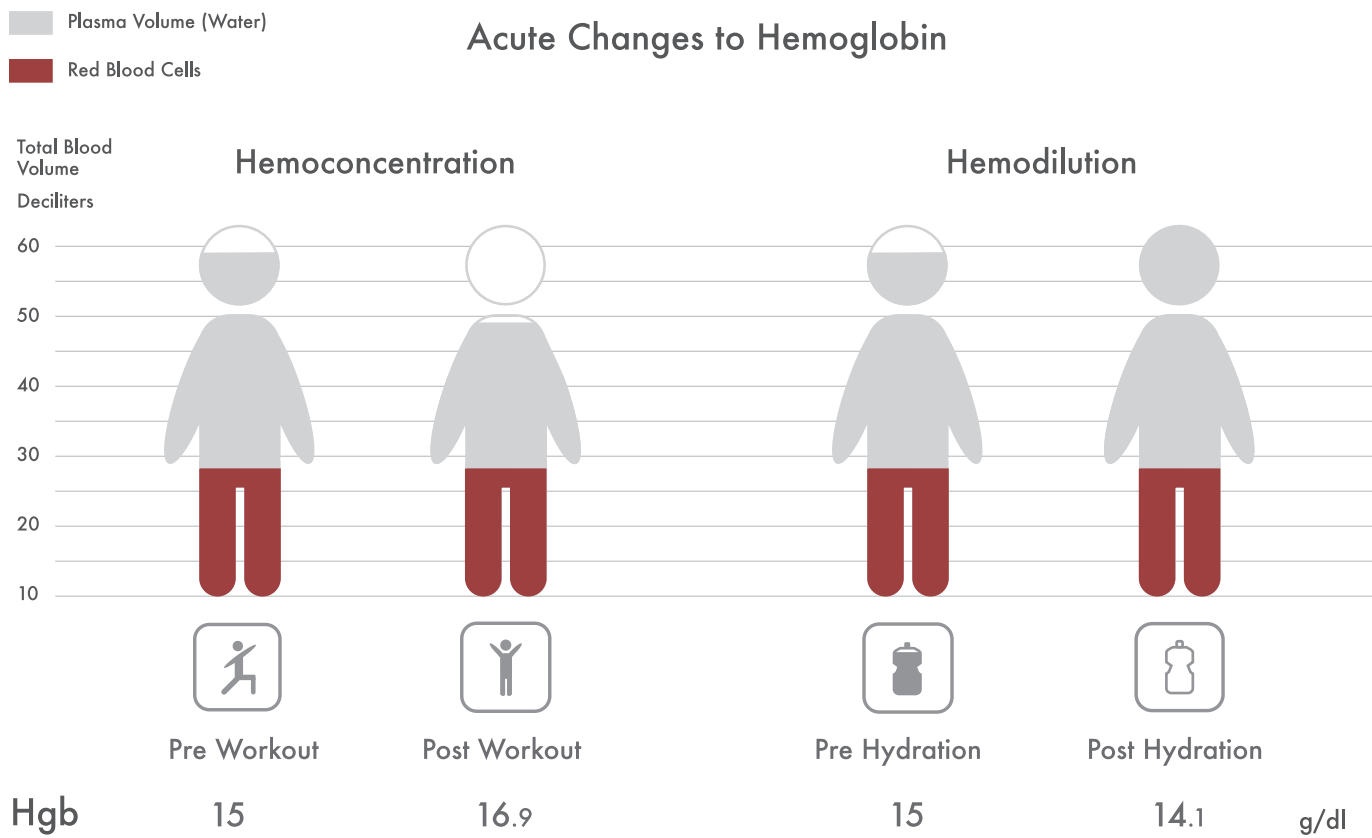 Plasma Volume (Water)
Acute Changes to Hemoglobin
Red Blood Cells
Total Blood
Volume
Deciliters
Hemoconcentration
Hemodilution
60
50
40
30
20
10
Pre Workout
Post Workout
Pre Hydration
Post Hydration
Hgb 15 16.9 15 14.1 g/dl